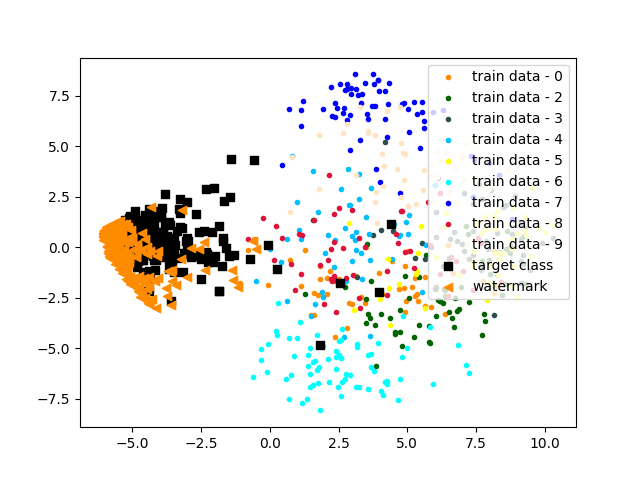 7.5
5.0
2.5
0.0
−2.5
−5.0
−7.5
−5.0
−2.5
0.0
2.5
5.0
7.5
10.0
train data - 0
train data - 2
train data - 3
train data - 4
train data - 5
train data - 6
train data - 7
train data - 8
train data - 9
target class
watermark